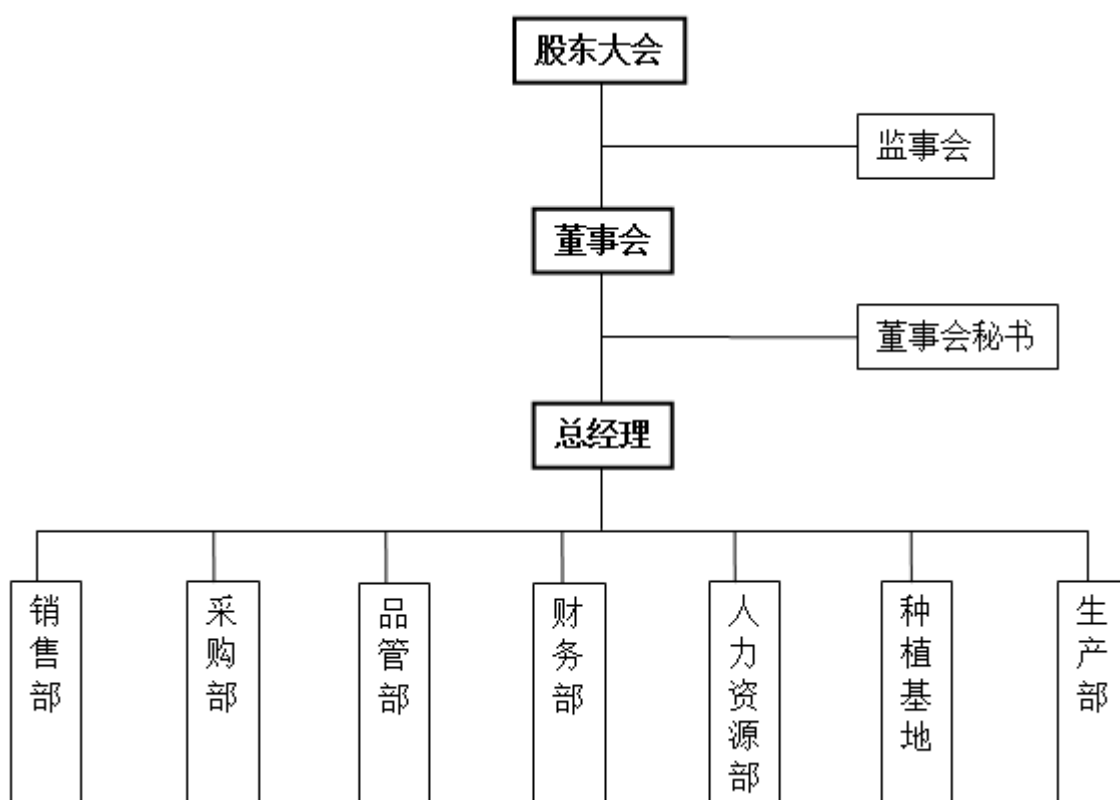 股东大会
监事会
董事会
董事会秘书
总经理
销售部
采购部
品管部
财务部
人力资源部
种植基地
生产部